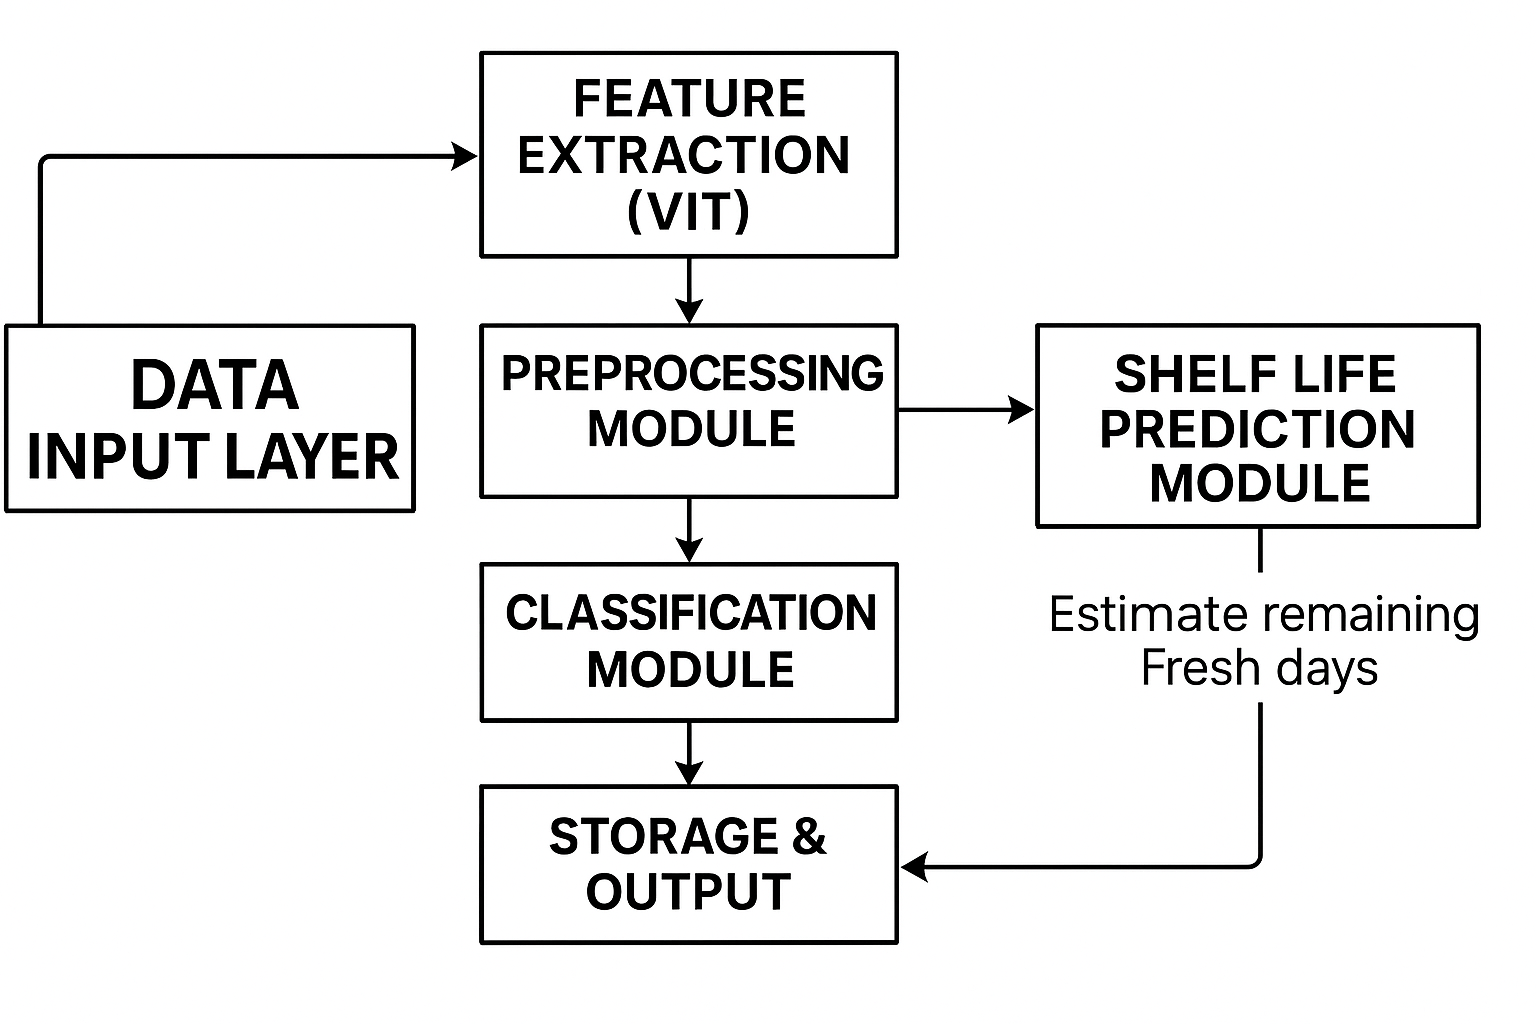 FEATURE
EXTRACTION
(VIT)
DATA
INPUT LAYER
PREPROCESSING
MODULE
SHELF LIFE
PREDICTION
MODULE
CLASSIFICATION
MODULE
Estimate remaining
Fresh days
STORAGE &
OUTPUT